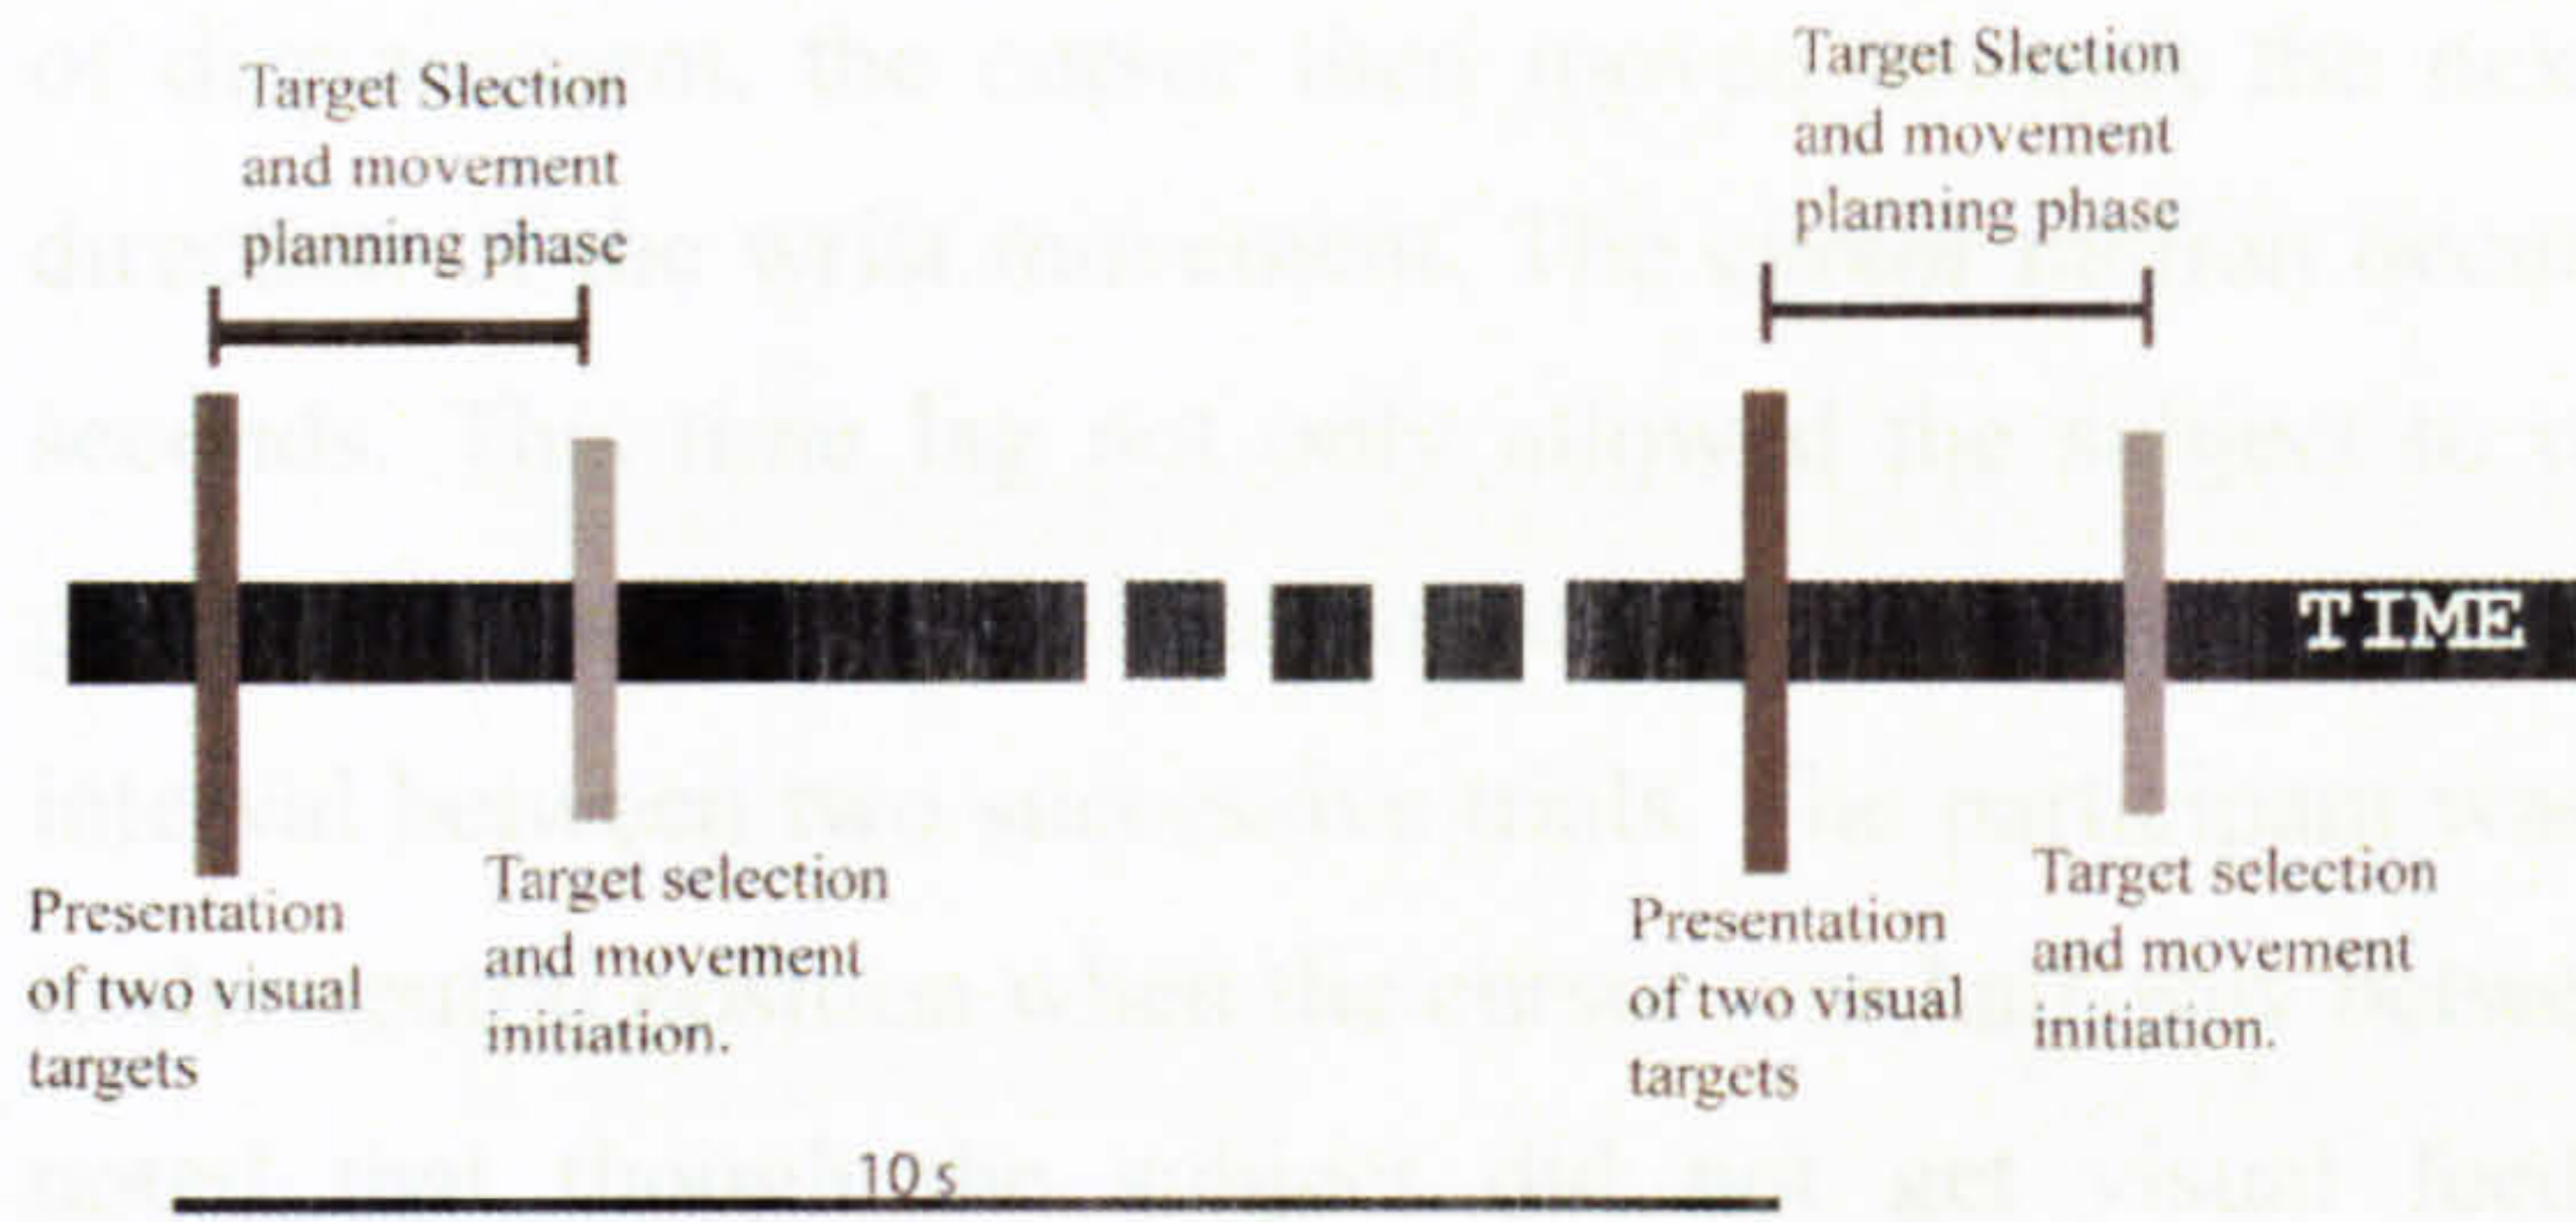 Target Slection
and movement
planning phase
Target Slection
and movement
planning phase
TIME
Presentation
of two visual
targets
Target selection
and movement
initiation.
Presentation
of two visual
targets
Target selection
and movement
initiation.
10 s